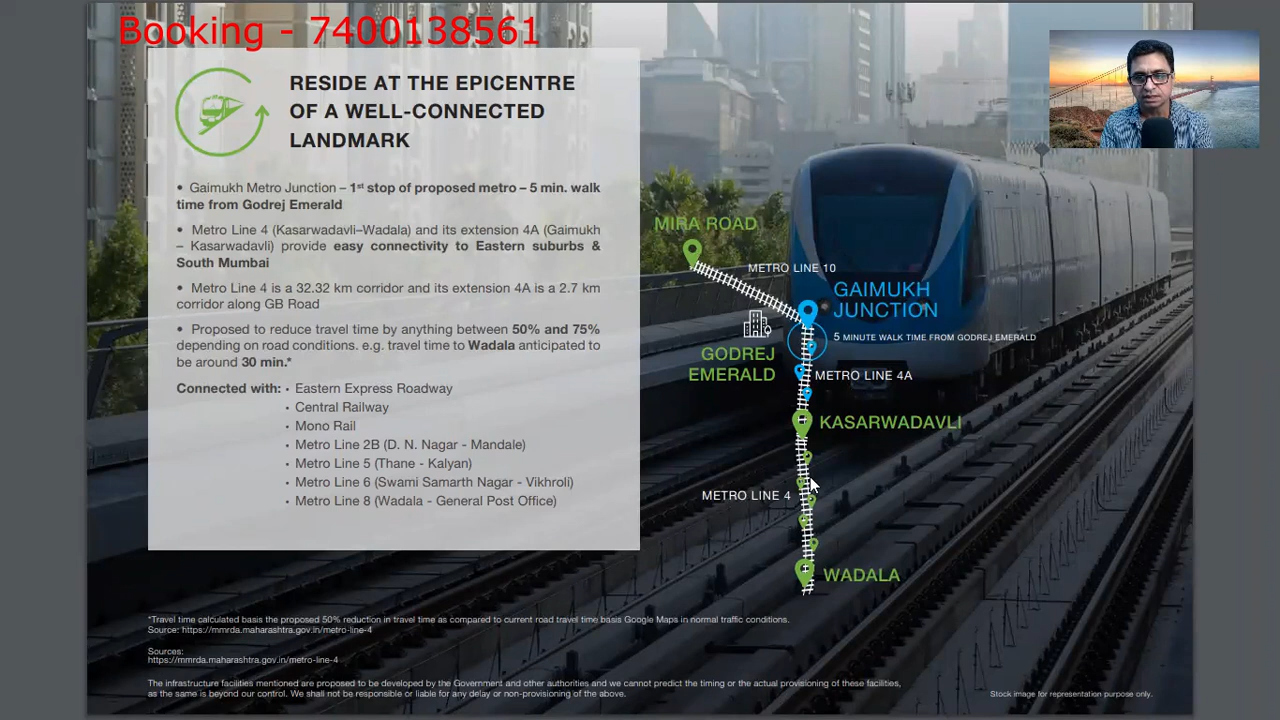 Booking - 7400138561
RESIDE AT THE EPICENTRE
OF A WELL-CONNECTED
LANDMARK
• Gaimukh Metro Junction – 1st stop of proposed metro – 5 min. walk
time from Godrej Emerald
• Metro Line 4 (Kasarwadavli–Wadala) and its extension 4A (Gaimukh
– Kasarwadavli) provide easy connectivity to Eastern suburbs &
South Mumbai
• Metro Line 4 is a 32.32 km corridor and its extension 4A is a 2.7 km
corridor along GB Road
• Proposed to reduce travel time by anything between 50% and 75%
depending on road conditions. e.g. travel time to Wadala anticipated to
be around 30 min.*
Connected with: • Eastern Express Roadway
• Central Railway
• Mono Rail
• Metro Line 2B (D. N. Nagar - Mandale)
• Metro Line 5 (Thane - Kalyan)
• Metro Line 6 (Swami Samarth Nagar - Vikhroli)
• Metro Line 8 (Wadala - General Post Office)
MIRA ROAD
METRO LINE 10
GAIMUKH
JUNCTION
5 MINUTE WALK TIME FROM GODREJ EMERALD
GODREJ
EMERALD
METRO LINE 4A
KASARWADAVLI
METRO LINE 4
WADALA
*Travel time calculated basis the proposed 50% reduction in travel time as compared to current road travel time basis Google Maps in normal traffic conditions.
Source: https://mmrda.maharashtra.gov.in/metro-line-4
Sources:
https://mmrda.maharashtra.gov.in/metro-line-4
The infrastructure facilities mentioned are proposed to be developed by the Government and other authorities and we cannot predict the timing or the actual provisioning of these facilities,
as the same is beyond our control. We shall not be responsible or liable for any delay or non-provisioning of the above.
Stock image for representation purpose only.